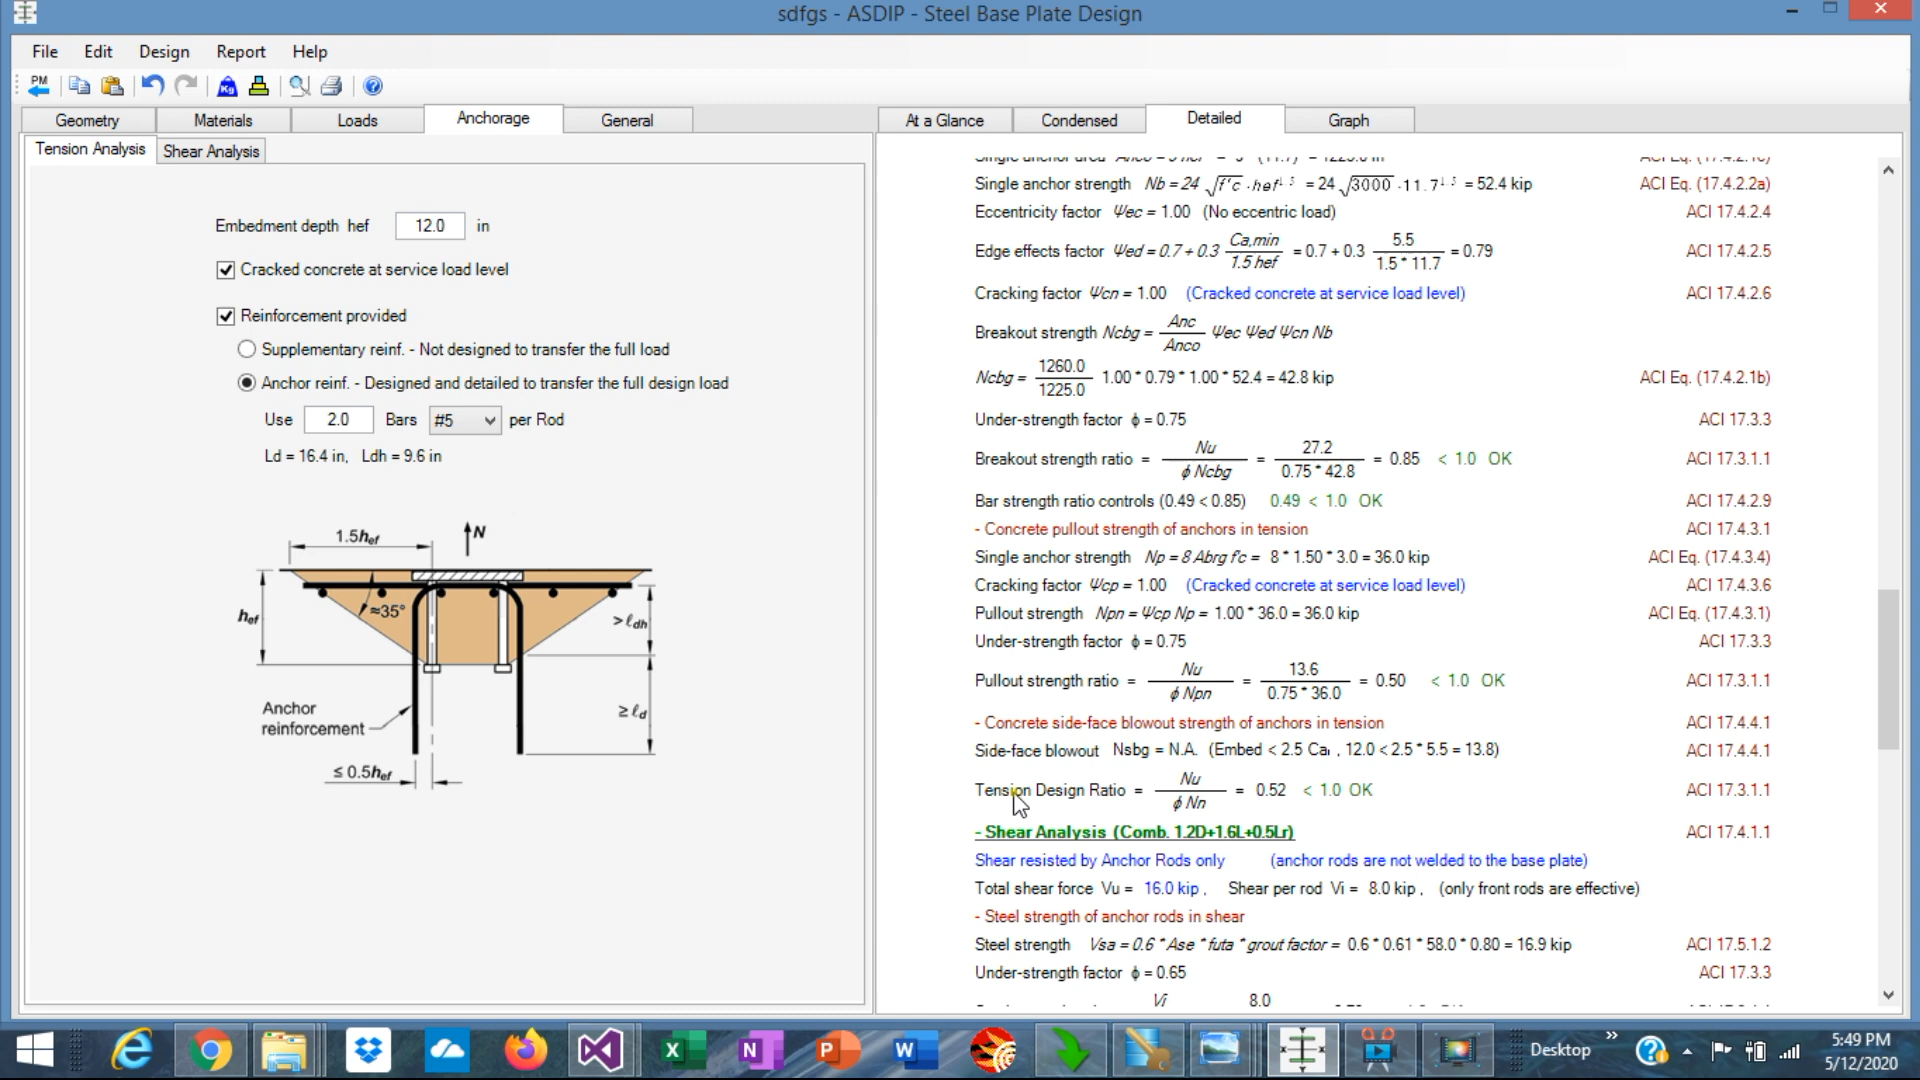 sdfgs - ASDIP - Steel Base Plate Design
File Edit Design Report Help
PM
Kg
Geometry Materials Loads Anchorage General
Tension Analysis Shear Analysis
Embedment depth hef 12.0 in
Cracked concrete at service load level
Reinforcement provided
Supplementary reinf. - Not designed to transfer the full load
Anchor reinf. - Designed and detailed to transfer the full design load
Use 2.0 Bars #5 per Rod
Ld = 16.4 in, Ldh = 9.6 in
1.5hef
N
≈35°
hef
>ℓdh
Anchor
reinforcement
≥ℓd
≤ 0.5hef
At a Glance Condensed Detailed Graph
Single anchor strength Nb = 24 √f'c · hef^1.5 = 24 √3000 · 11.7^1.5 = 52.4 kip ACI Eq. (17.4.2.2a)
Eccentricity factor Ψec = 1.00 (No eccentric load) ACI 17.4.2.4
Edge effects factor Ψed = 0.7 + 0.3 Ca,min / 1.5 hef = 0.7 + 0.3 5.5 / 1.5 * 11.7 = 0.79 ACI 17.4.2.5
Cracking factor Ψcn = 1.00 (Cracked concrete at service load level) ACI 17.4.2.6
Breakout strength Ncbg = Anc / Anco Ψec Ψed Ψcn Nb
Ncbg = 1260.0 / 1225.0 1.00 * 0.79 * 1.00 * 52.4 = 42.8 kip ACI Eq. (17.4.2.1b)
Under-strength factor ϕ = 0.75 ACI 17.3.3
Breakout strength ratio = Nu / ϕ Ncbg = 27.2 / 0.75 * 42.8 = 0.85 < 1.0 OK ACI 17.3.1.1
Bar strength ratio controls (0.49 < 0.85) 0.49 < 1.0 OK ACI 17.4.2.9
- Concrete pullout strength of anchors in tension ACI 17.4.3.1
Single anchor strength Np = 8 Abrg f'c = 8 * 1.50 * 3.0 = 36.0 kip ACI Eq. (17.4.3.4)
Cracking factor Ψcp = 1.00 (Cracked concrete at service load level) ACI 17.4.3.6
Pullout strength Npn = Ψcp Np = 1.00 * 36.0 = 36.0 kip ACI Eq. (17.4.3.1)
Under-strength factor ϕ = 0.75 ACI 17.3.3
Pullout strength ratio = Nu / ϕ Npn = 13.6 / 0.75 * 36.0 = 0.50 < 1.0 OK ACI 17.3.1.1
- Concrete side-face blowout strength of anchors in tension ACI 17.4.4.1
Side-face blowout Nsbg = N.A. (Embed < 2.5 Ca1 , 12.0 < 2.5 * 5.5 = 13.8) ACI 17.4.4.1
Tension Design Ratio = Nu / ϕ Nn = 0.52 < 1.0 OK ACI 17.3.1.1
- Shear Analysis (Comb. 1.2D+1.6L+0.5Lr) ACI 17.4.1.1
Shear resisted by Anchor Rods only (anchor rods are not welded to the base plate)
Total shear force Vu = 16.0 kip , Shear per rod Vi = 8.0 kip , (only front rods are effective)
- Steel strength of anchor rods in shear
Steel strength Vsa = 0.6 * Ase * futa * grout factor = 0.6 * 0.61 * 58.0 * 0.80 = 16.9 kip ACI 17.5.1.2
Under-strength factor ϕ = 0.65 ACI 17.3.3
Vi 8.0
Desktop
5:49 PM
5/12/2020